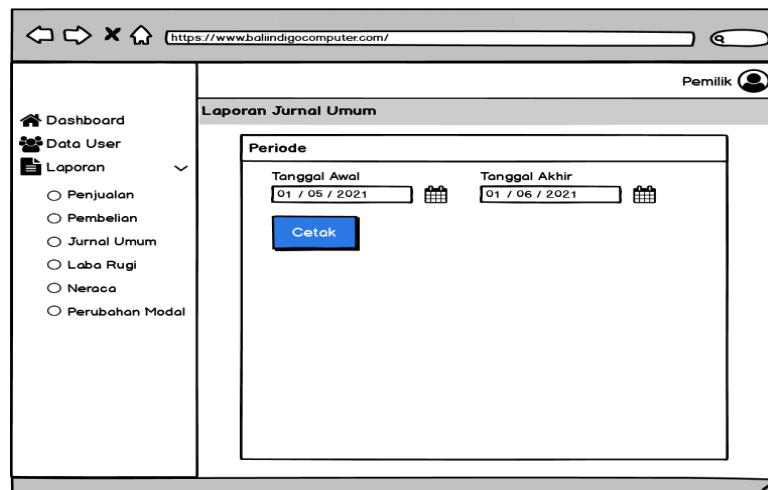 https://www.baliindigocomputer.com/
Pemilik
Dashboard
Data User
Laporan
Penjualan
Pembelian
Jurnal Umum
Laba Rugi
Neraca
Perubahan Modal
Laporan Jurnal Umum
Periode
Tanggal Awal
Tanggal Akhir
01 / 05 / 2021
01 / 06 / 2021
Cetak